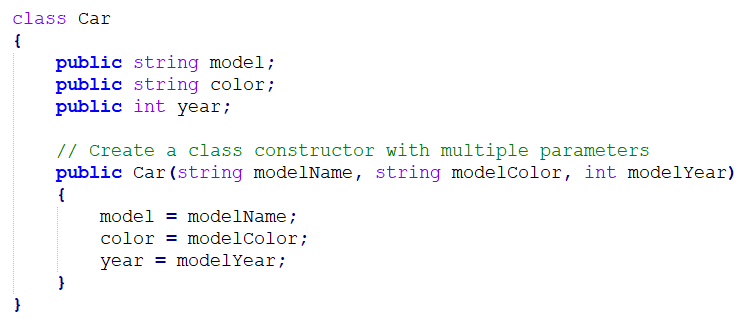 class Car
{
    public string model;
    public string color;
    public int year;

    // Create a class constructor with multiple parameters
    public Car(string modelName, string modelColor, int modelYear)
    {
        model = modelName;
        color = modelColor;
        year = modelYear;
    }
}